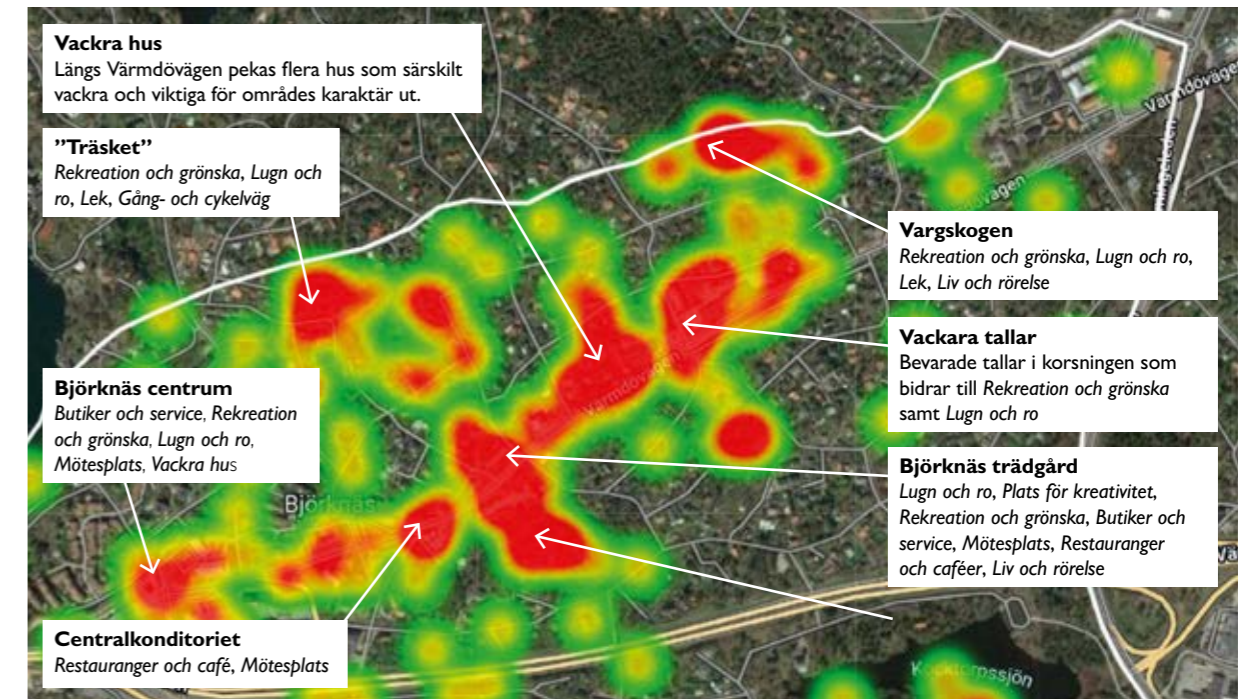 Vackra hus
Längs Värmdövägen pekas flera hus som särskilt
vackra och viktiga för områdes karaktär ut.
”Träsket”
Rekreation och grönska, Lugn och
ro, Lek, Gång- och cykelväg
Björknäs centrum
Butiker och service, Rekreation
och grönska, Lugn och ro,
Mötesplats, Vackra hus
Centralkonditoriet
Restauranger och café, Mötesplats
Vargskogen
Rekreation och grönska, Lugn och ro,
Lek, Liv och rörelse
Vackara tallar
Bevarade tallar i korsningen som
bidrar till Rekreation och grönska
samt Lugn och ro
Björknäs trädgård
Lugn och ro, Plats för kreativitet,
Rekreation och grönska, Butiker och
service, Mötesplats, Restauranger
och caféer, Liv och rörelse
Värmdövägen
Värmdövägen
Björknäs